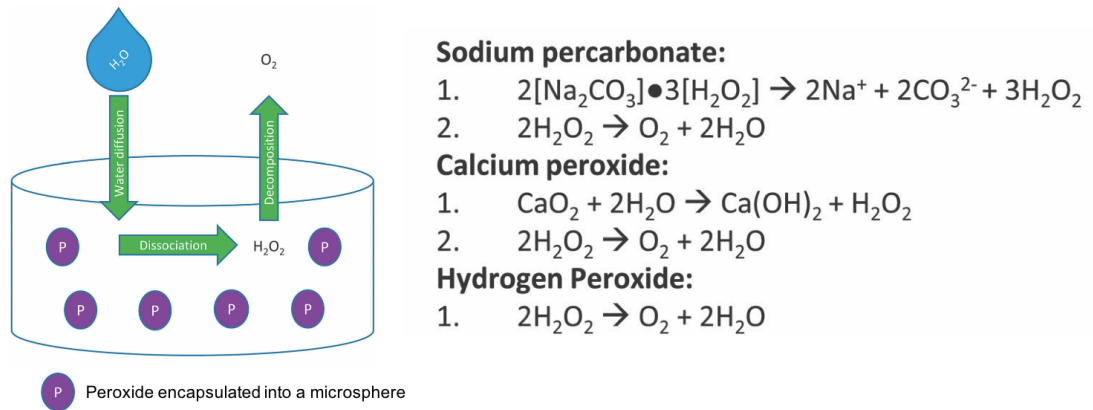 H₂O
O₂
Water diffusion
Decomposition
P
Dissociation
H₂O₂
P
P
P
P
P
P
Peroxide encapsulated into a microsphere
Sodium percarbonate:
1. 2[Na₂CO₃]●3[H₂O₂] → 2Na⁺ + 2CO₃²⁻ + 3H₂O₂
2. 2H₂O₂ → O₂ + 2H₂O
Calcium peroxide:
1. CaO₂ + 2H₂O → Ca(OH)₂ + H₂O₂
2. 2H₂O₂ → O₂ + 2H₂O
Hydrogen Peroxide:
1. 2H₂O₂ → O₂ + 2H₂O